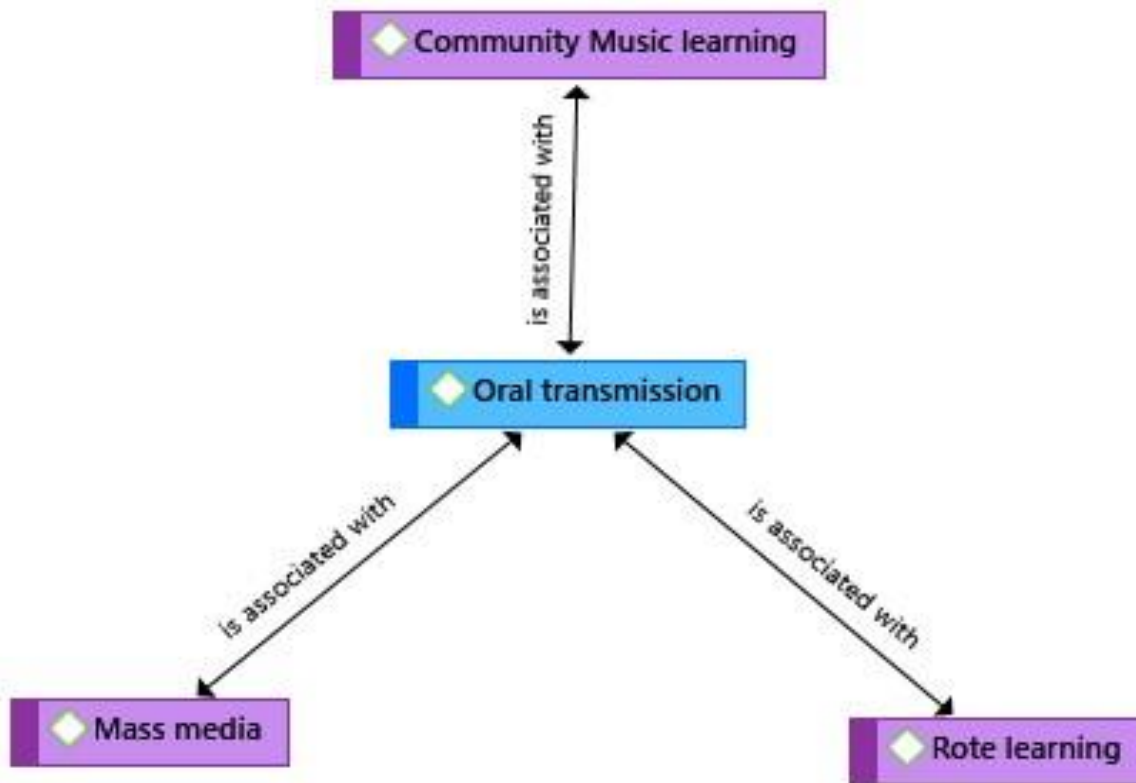 Community Music learning
is associated with
Oral transmission
is associated with
is associated with
Mass media
Rote learning